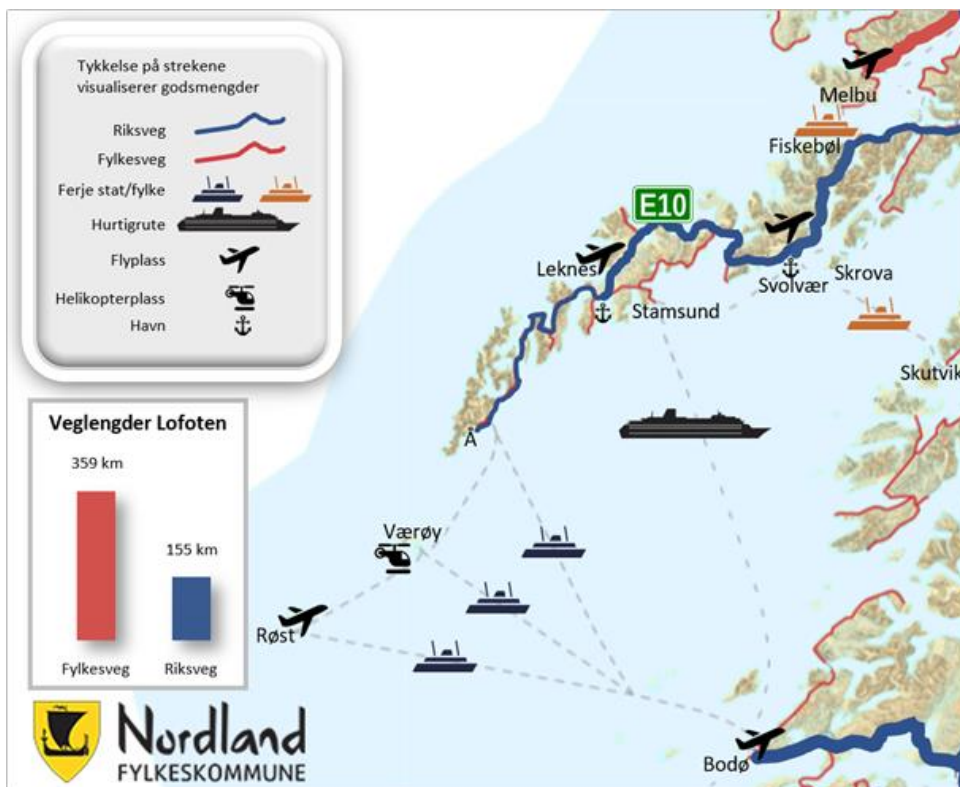 Tykkelse på strekene
visualiserer godsmengder
Riksveg
Fylkesveg
Ferje stat/fylke
Hurtigrute
Flyplass
Helikopterplass
Havn
Veglengder Lofoten
359 km
155 km
Fylkesveg
Riksveg
Nordland
FYLKESKOMMUNE
Melbu
Fiskebøl
E10
Leknes
Svolvær
Skrova
Stamsund
Skutvik
Å
Værøy
Røst
Bodø